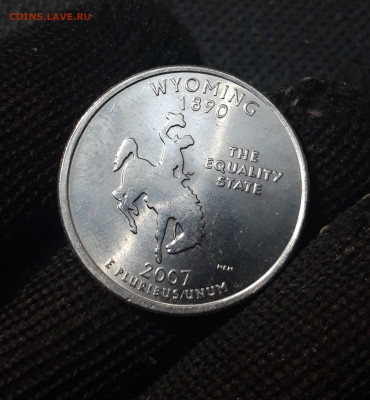 COINS.LAVE.RU
WYOMING
1890
THE
EQUALITY
STATE
2007
E PLURIBUS UNUM